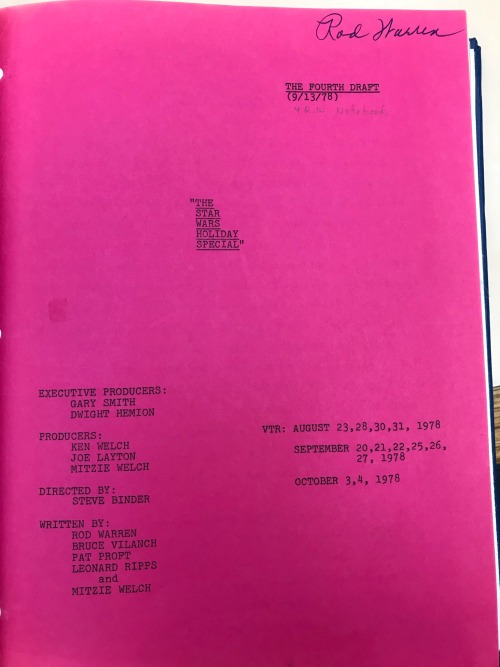 Rod Warren
THE FOURTH DRAFT
(9/13/78)
Notebook
"THE
STAR
WARS
HOLIDAY
SPECIAL"
EXECUTIVE PRODUCERS:
GARY SMITH
DWIGHT HEMION
PRODUCERS:
KEN WELCH
JOE LAYTON
MITZIE WELCH
DIRECTED BY:
STEVE BINDER
WRITTEN BY:
ROD WARREN
BRUCE VILANCH
PAT PROFT
LEONARD RIPPS
and
MITZIE WELCH
VTR: AUGUST 23,28,30,31, 1978
SEPTEMBER 20,21,22,25,26,
27, 1978
OCTOBER 3,4, 1978